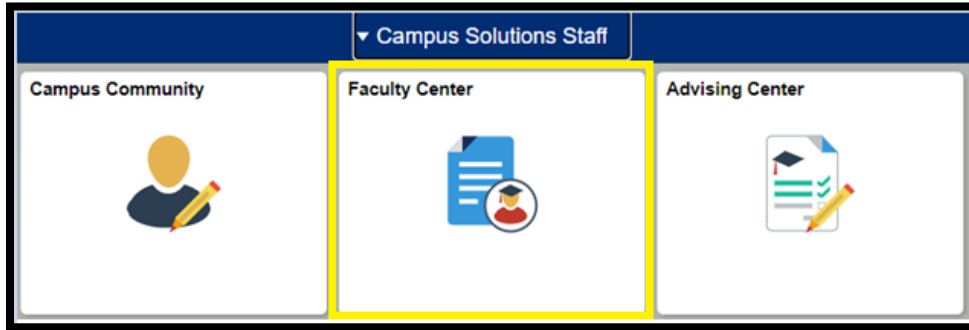 Campus Solutions Staff
Campus Community
Faculty Center
Advising Center